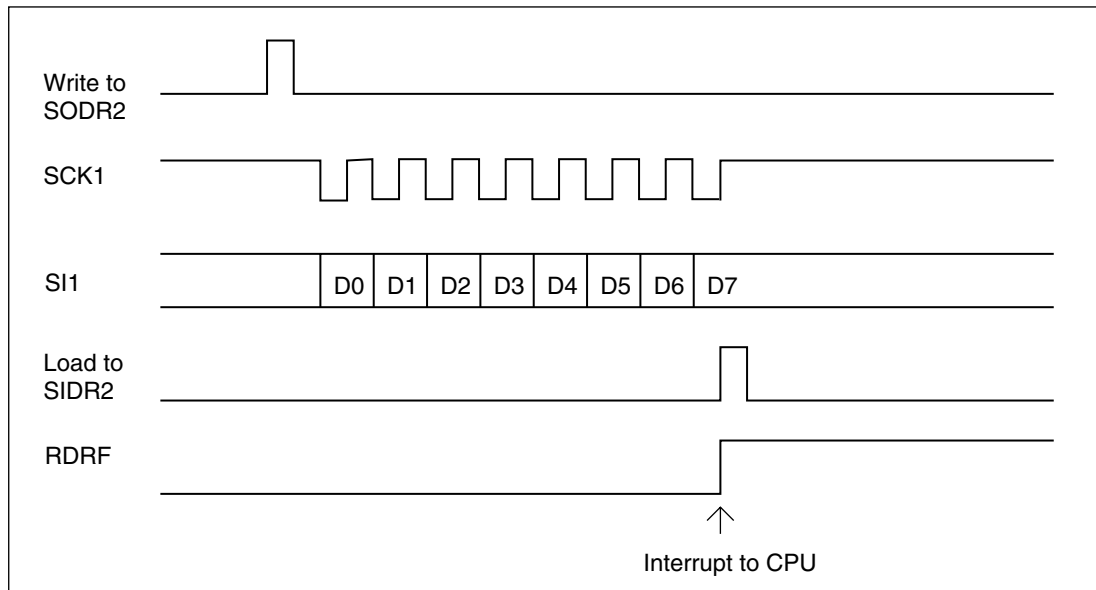 Write to
SODR2
SCK1
SI1
D0 D1 D2 D3 D4 D5 D6 D7
Load to
SIDR2
RDRF
Interrupt to CPU